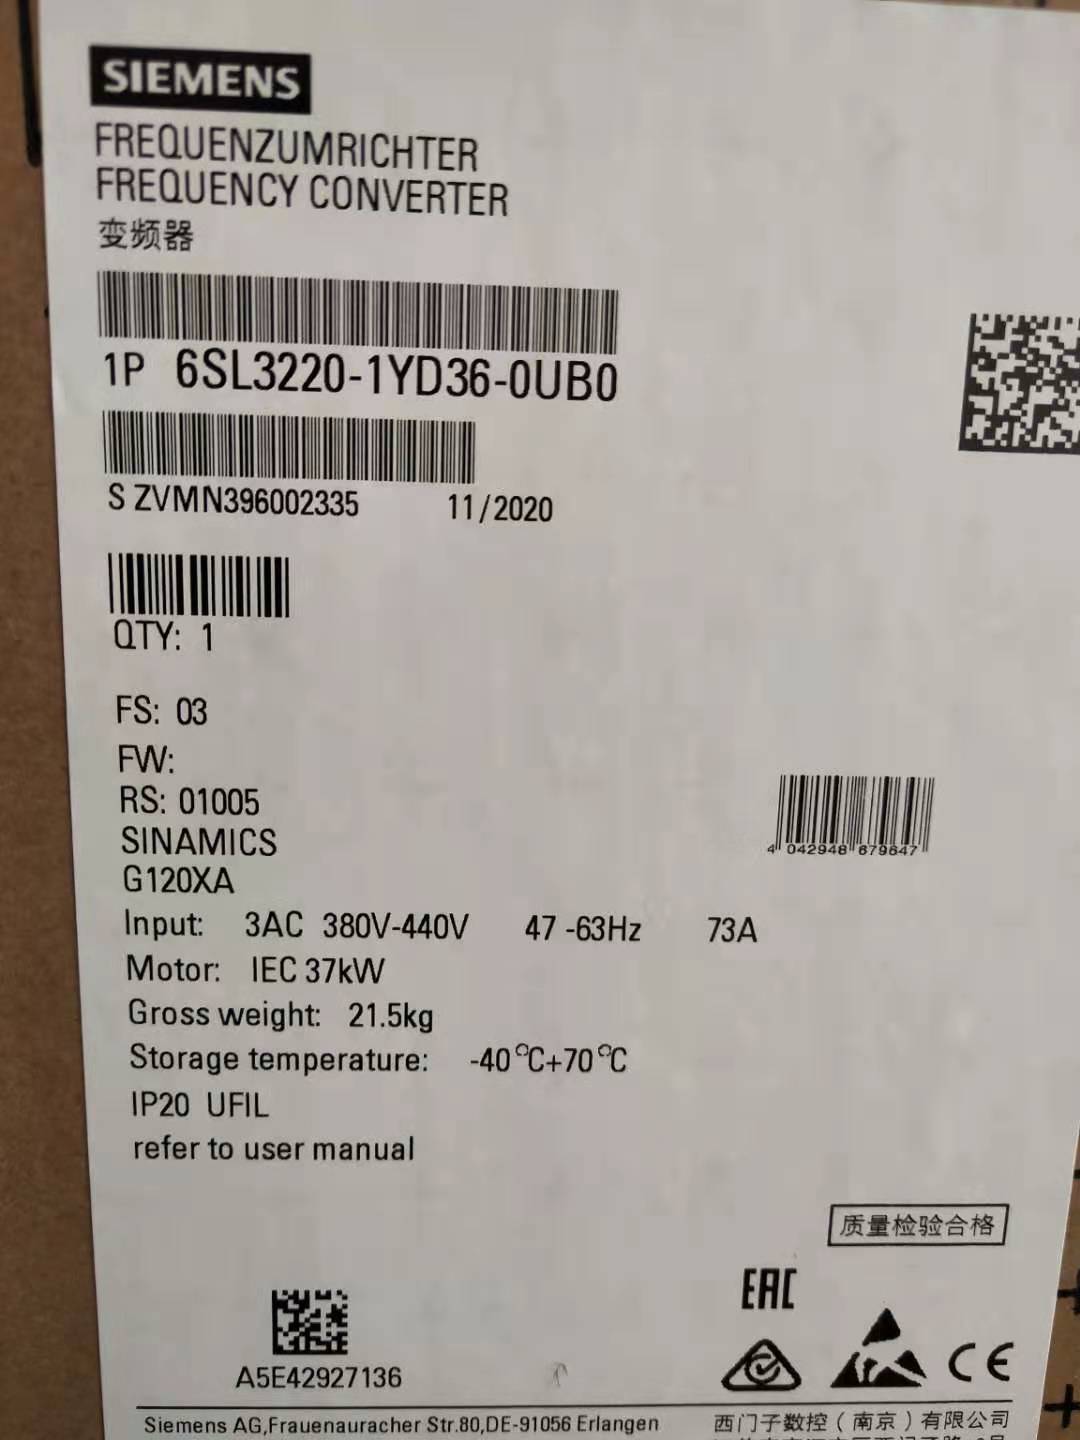 SIEMENS
FREQUENZUMRICHTER
FREQUENCY CONVERTER
变频器
1P 6SL3220-1YD36-0UB0
S ZVMN396002335 11/2020
QTY: 1
FS: 03
FW:
RS: 01005
SINAMICS
G120XA
4 042948 679647
Input: 3AC 380V-440V 47 -63Hz 73A
Motor: IEC 37kW
Gross weight: 21.5kg
Storage temperature: -40°C+70°C
IP20 UFIL
refer to user manual
质量检验合格
EAC
CE
A5E42927136
Siemens AG,Frauenauracher Str.80,DE-91056 Erlangen
西门子数控（南京）有限公司